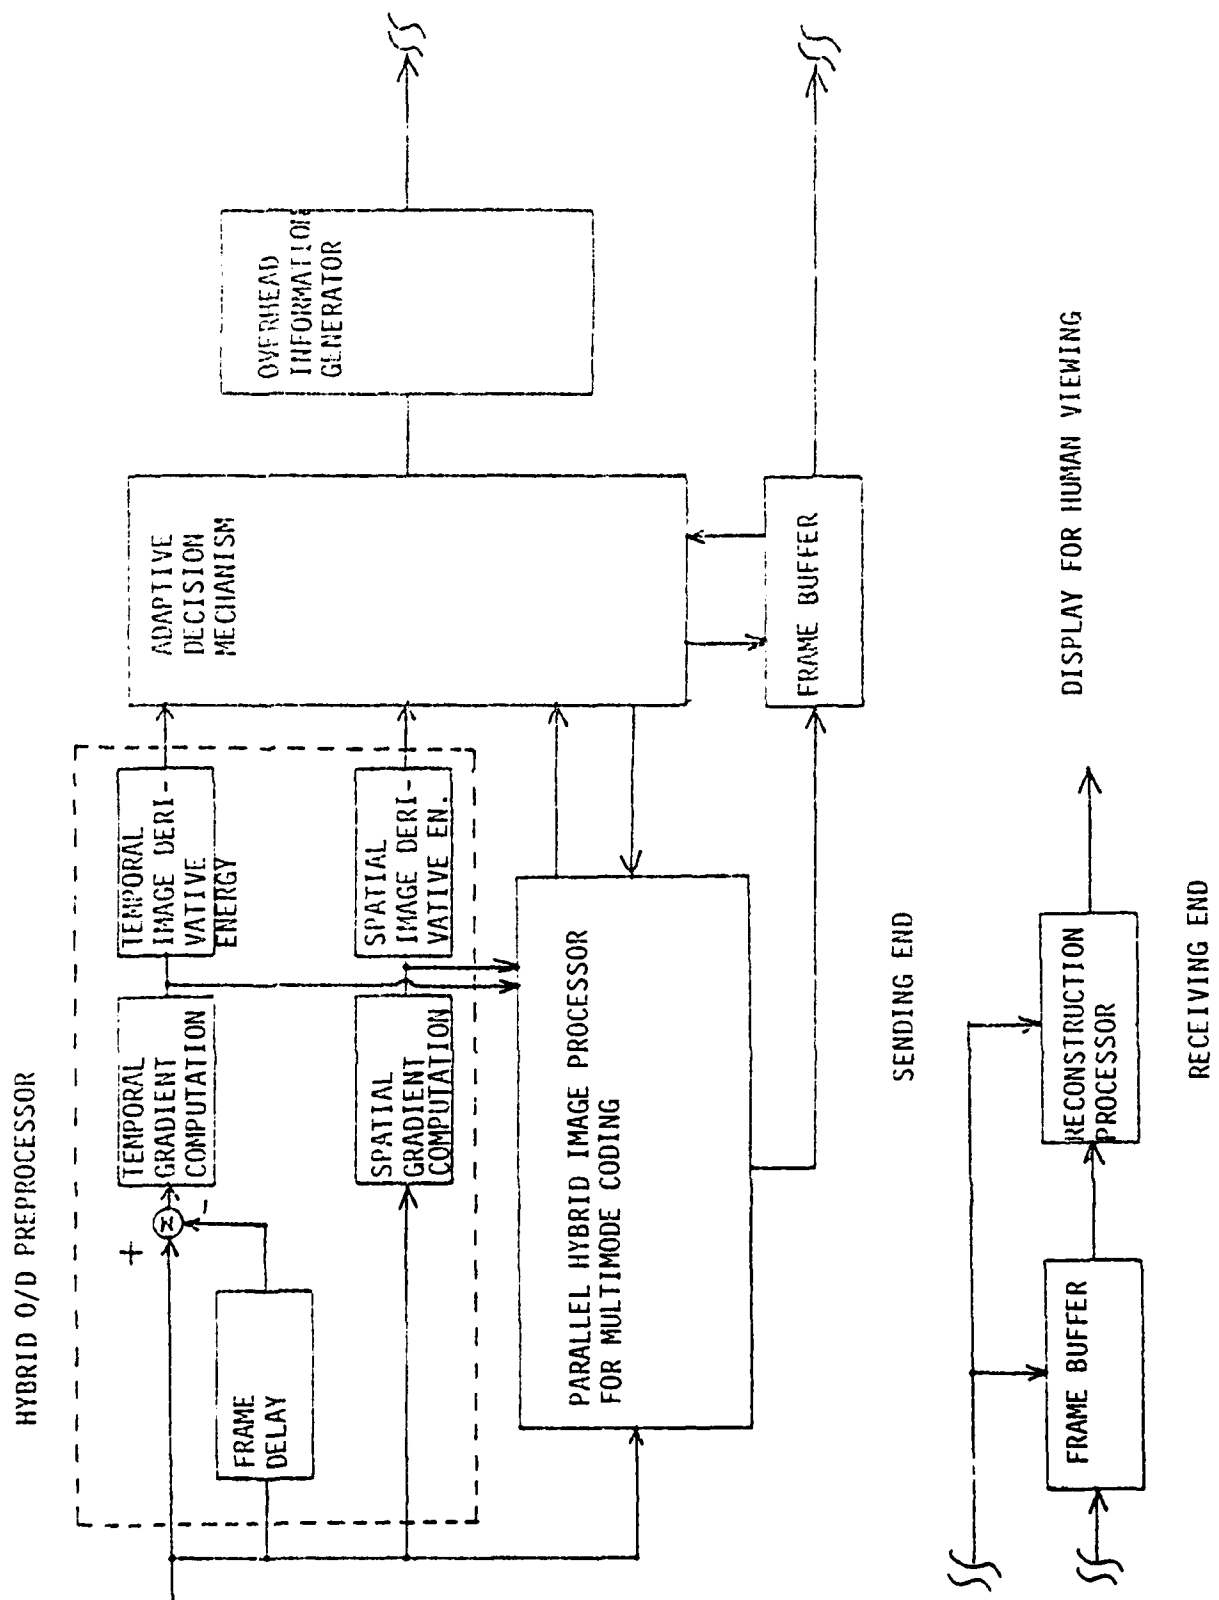 HYBRID O/D PREPROCESSOR
+
-
Σ
FRAME
DELAY
TEMPORAL
GRADIENT
COMPUTATION
TEMPORAL
IMAGE DERI-
VATIVE
ENERGY
SPATIAL
GRADIENT
COMPUTATION
SPATIAL
IMAGE DERI-
VATIVE EN.
ADAPTIVE
DECISION
MECHANISM
OVERHEAD
INFORMATION
GENERATOR
PARALLEL HYBRID IMAGE PROCESSOR
FOR MULTIMODE CODING
FRAME BUFFER
SENDING END
FRAME BUFFER
RECONSTRUCTION
PROCESSOR
DISPLAY FOR HUMAN VIEWING
RECEIVING END